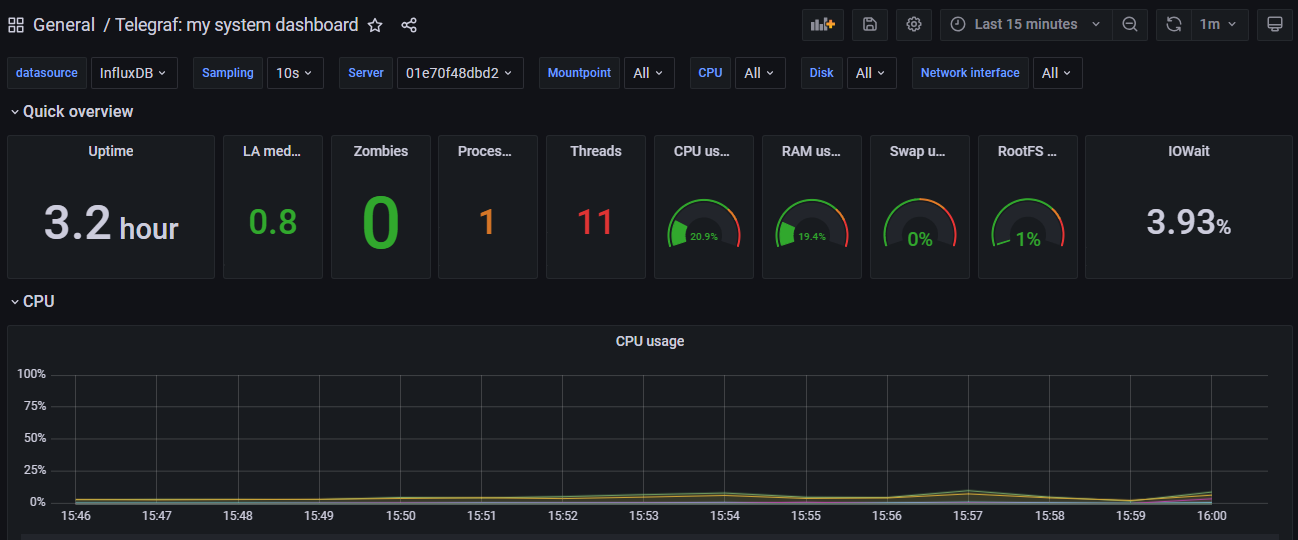 General / Telegraf: my system dashboard
Last 15 minutes
1m
datasource InfluxDB Sampling 10s Server 01e70f48dbd2 Mountpoint All CPU All Disk All Network interface All
Quick overview
Uptime LA med... Zombies Proces... Threads CPU us... RAM us... Swap u... RootFS ... IOWait
3.2 hour 0.8 0 1 11 20.9% 19.4% 0% 1% 3.93%
CPU
CPU usage
100%
75%
50%
25%
0%
15:46 15:47 15:48 15:49 15:50 15:51 15:52 15:53 15:54 15:55 15:56 15:57 15:58 15:59 16:00